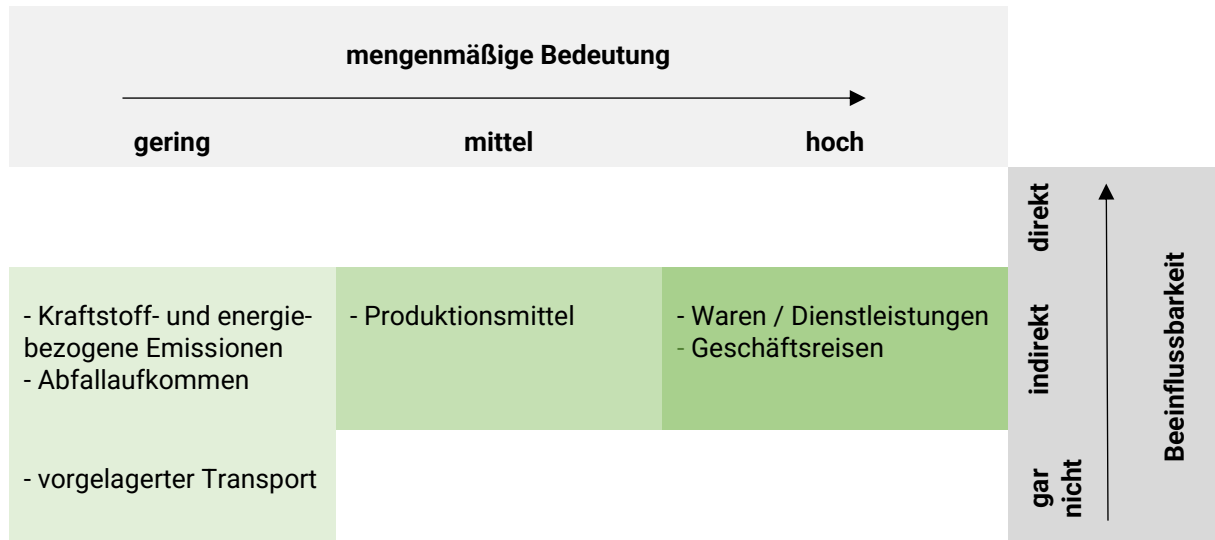 mengenmäßige Bedeutung
gering mittel hoch
direkt
- Kraftstoff- und energie-
bezogene Emissionen
- Abfallaufkommen
- Produktionsmittel
- Waren / Dienstleistungen
- Geschäftsreisen
indirekt
- vorgelagerter Transport
gar
nicht
Beeinflussbarkeit